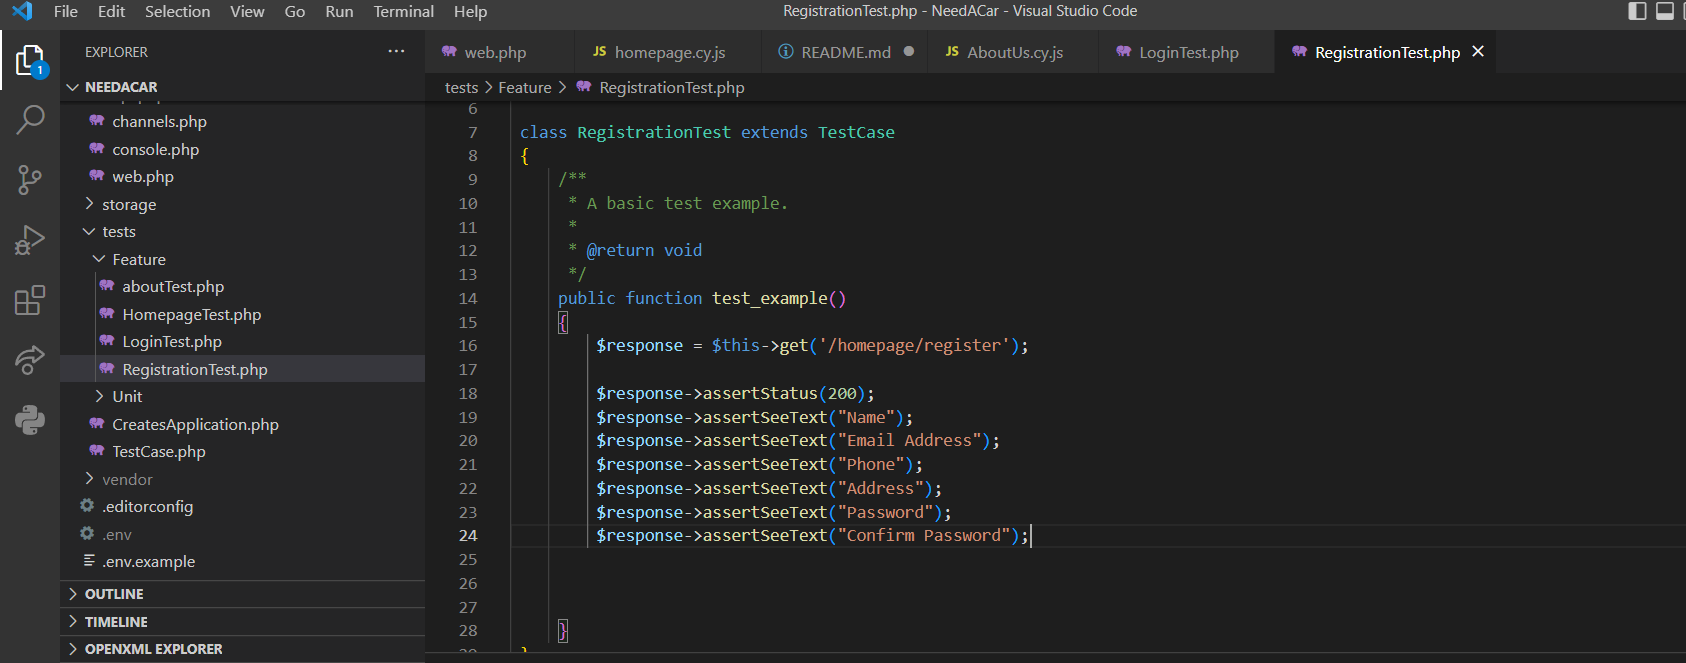 File Edit Selection View Go Run Terminal Help RegistrationTest.php - NeedACar - Visual Studio Code
EXPLORER ···
1
web.php JS homepage.cy.js README.md JS AboutUs.cy.js LoginTest.php RegistrationTest.php
NEEDACAR
tests > Feature > RegistrationTest.php
channels.php
console.php
web.php
storage
tests
Feature
aboutTest.php
HomepageTest.php
LoginTest.php
RegistrationTest.php
Unit
CreatesApplication.php
TestCase.php
vendor
.editorconfig
.env
.env.example
OUTLINE
TIMELINE
OPENXML EXPLORER
6
7 class RegistrationTest extends TestCase
8 {
9 /**
10 * A basic test example.
11 *
12 * @return void
13 */
14 public function test_example()
15 {
16 $response = $this->get('/homepage/register');
17
18 $response->assertStatus(200);
19 $response->assertSeeText("Name");
20 $response->assertSeeText("Email Address");
21 $response->assertSeeText("Phone");
22 $response->assertSeeText("Address");
23 $response->assertSeeText("Password");
24 $response->assertSeeText("Confirm Password");
25
26
27
28 }